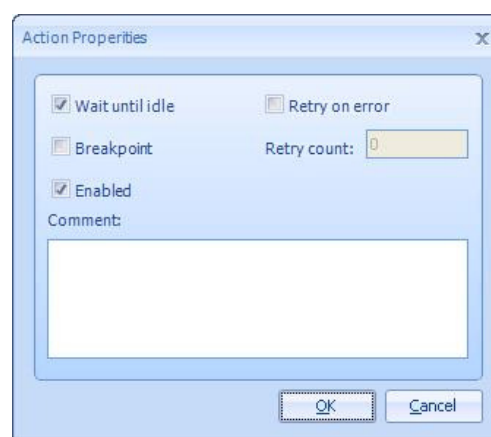 Action Properties
Wait until idle
Retry on error
Breakpoint
Retry count: 0
Enabled
Comment:
OK
Cancel